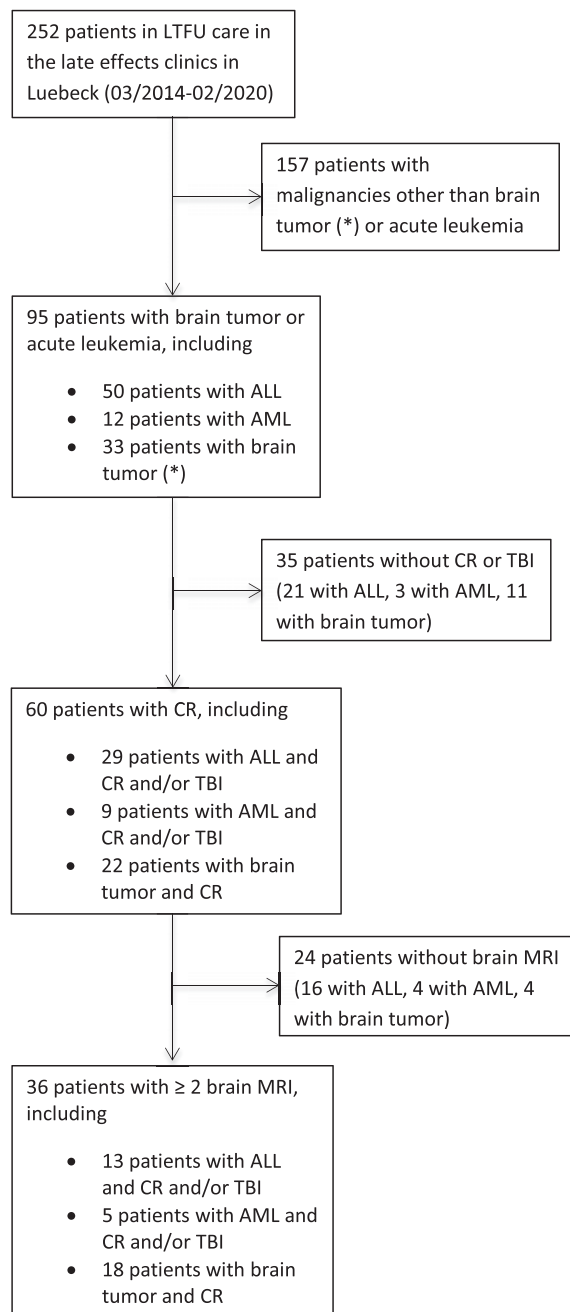 252 patients in LTFU care in
the late effects clinics in
Luebeck (03/2014-02/2020)
157 patients with
malignancies other than brain
tumor (*) or acute leukemia
95 patients with brain tumor or
acute leukemia, including
• 50 patients with ALL
• 12 patients with AML
• 33 patients with brain
tumor (*)
35 patients without CR or TBI
(21 with ALL, 3 with AML, 11
with brain tumor)
60 patients with CR, including
• 29 patients with ALL and
CR and/or TBI
• 9 patients with AML and
CR and/or TBI
• 22 patients with brain
tumor and CR
24 patients without brain MRI
(16 with ALL, 4 with AML, 4
with brain tumor)
36 patients with ≥ 2 brain MRI,
including
• 13 patients with ALL
and CR and/or TBI
• 5 patients with AML and
CR and/or TBI
• 18 patients with brain
tumor and CR